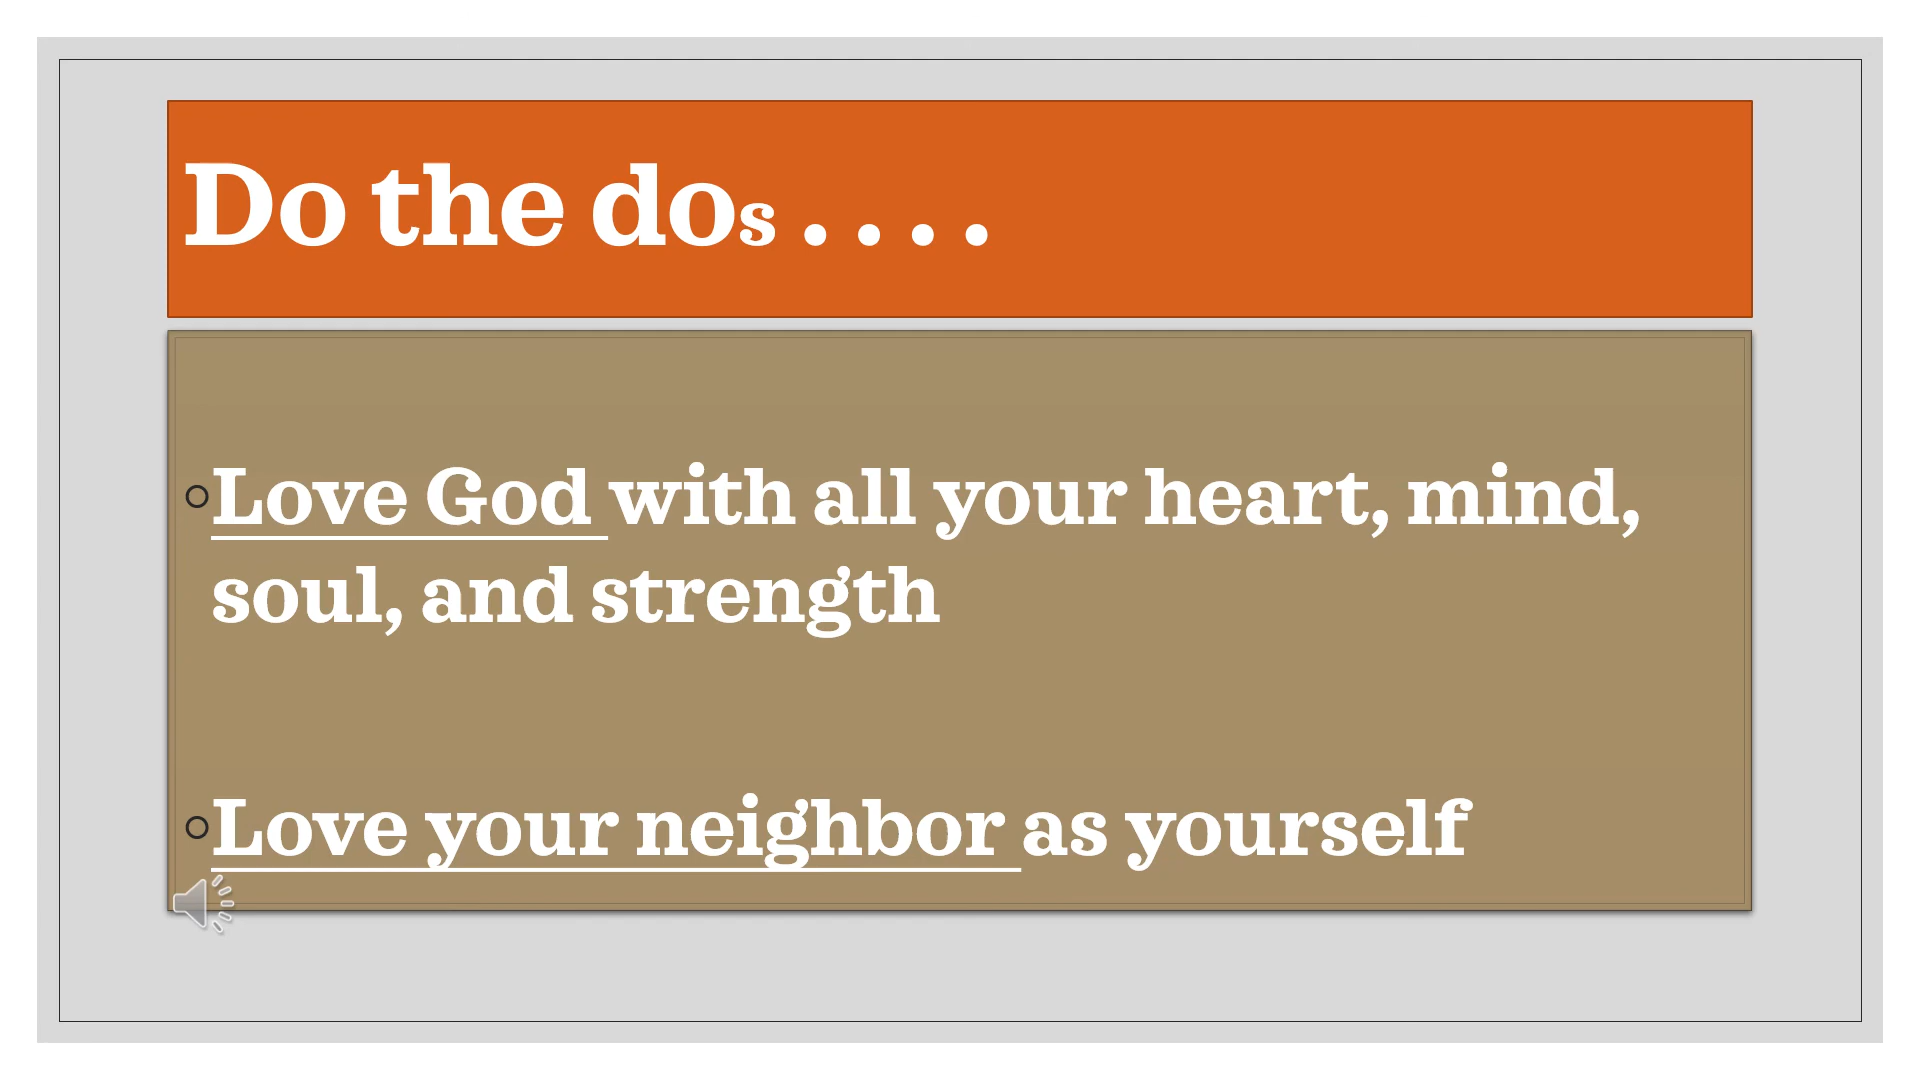 Do the dos . . . .
Love God with all your heart, mind,
soul, and strength
Love your neighbor as yourself